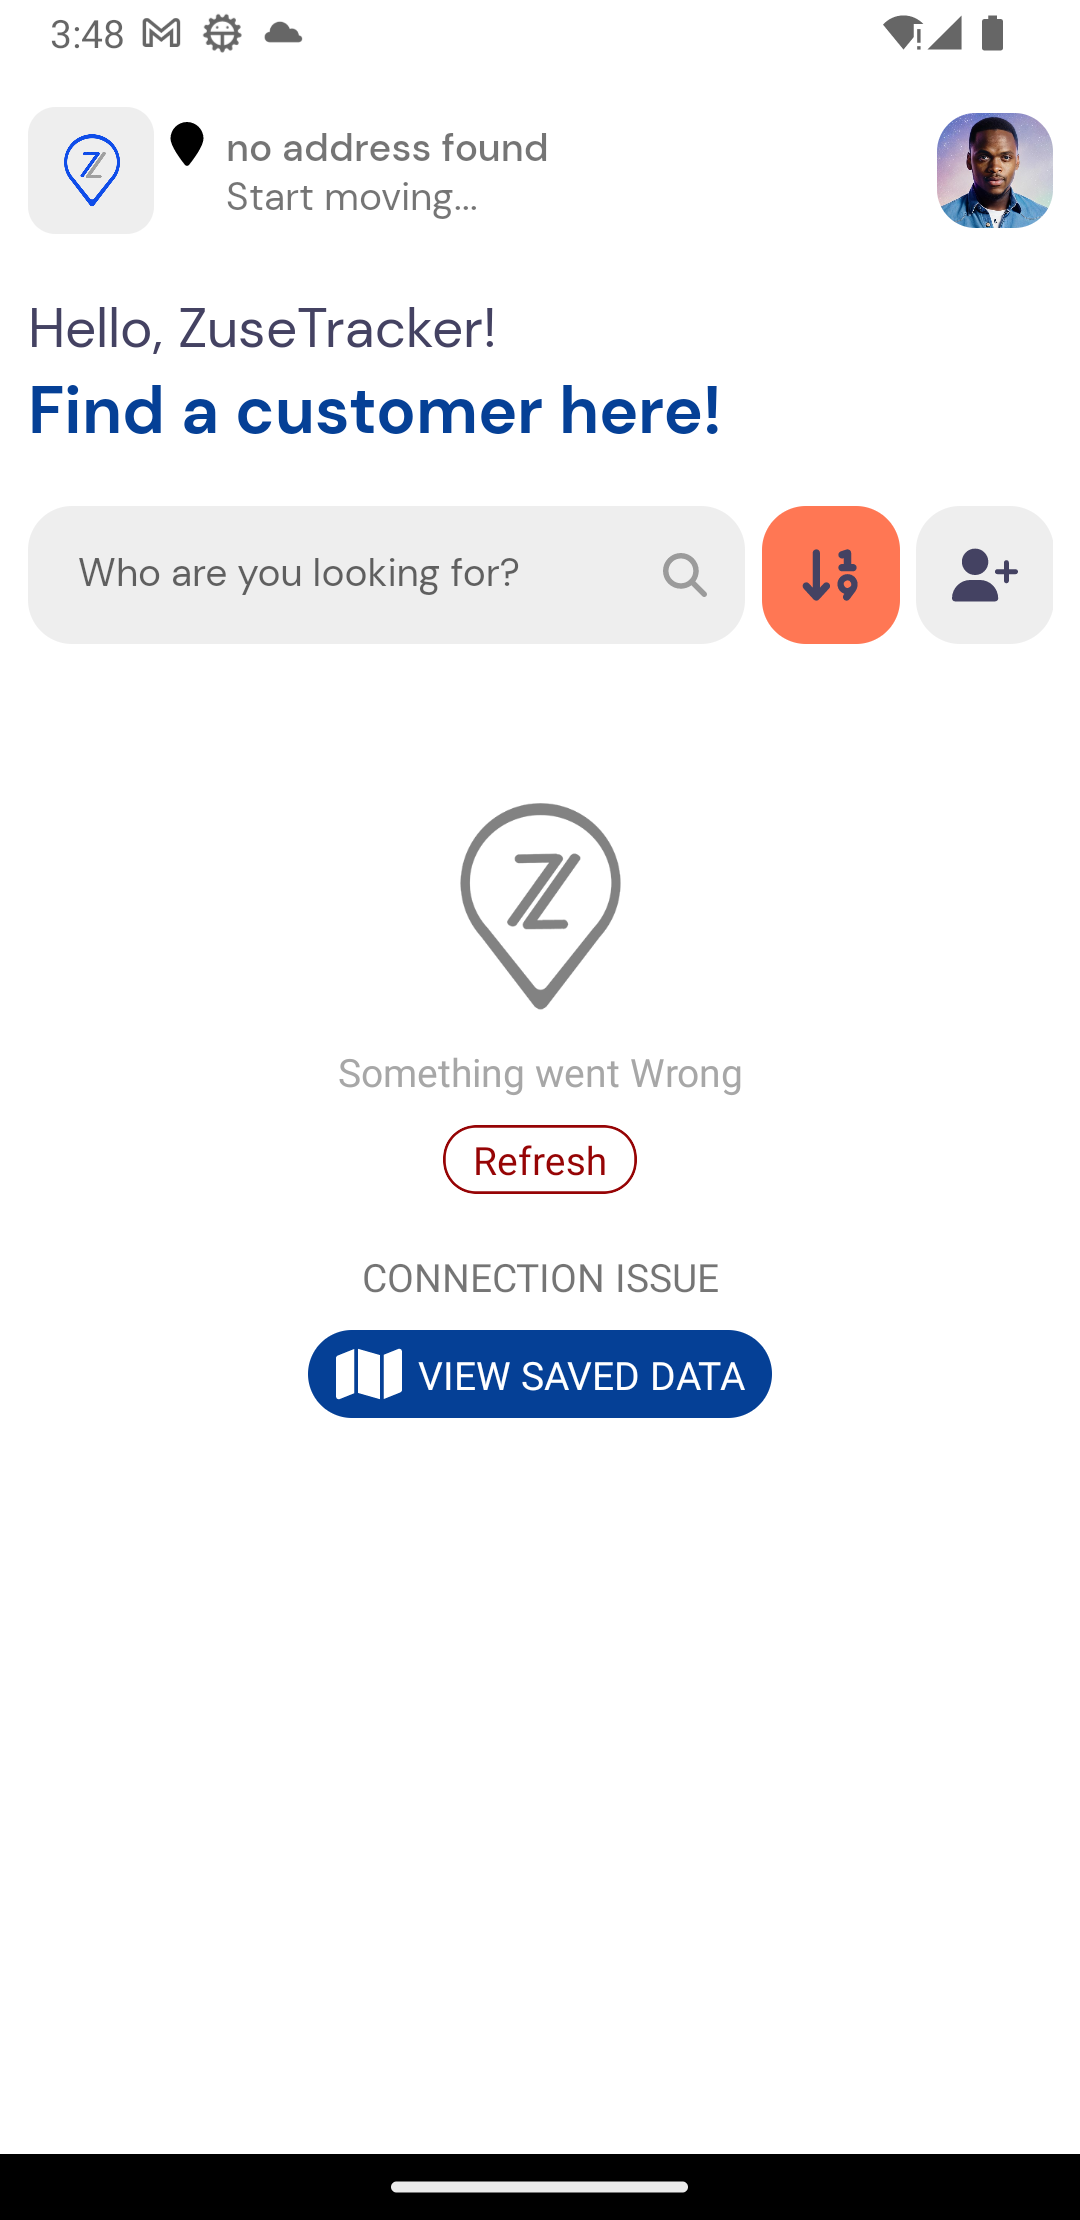 3:48
no address found
Start moving...
Hello, ZuseTracker!
Find a customer here!
Who are you looking for?
Something went Wrong
Refresh
CONNECTION ISSUE
VIEW SAVED DATA